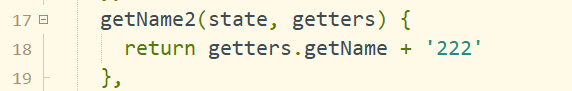 17 getName2(state, getters) {
18 return getters.getName + '222'
19 },